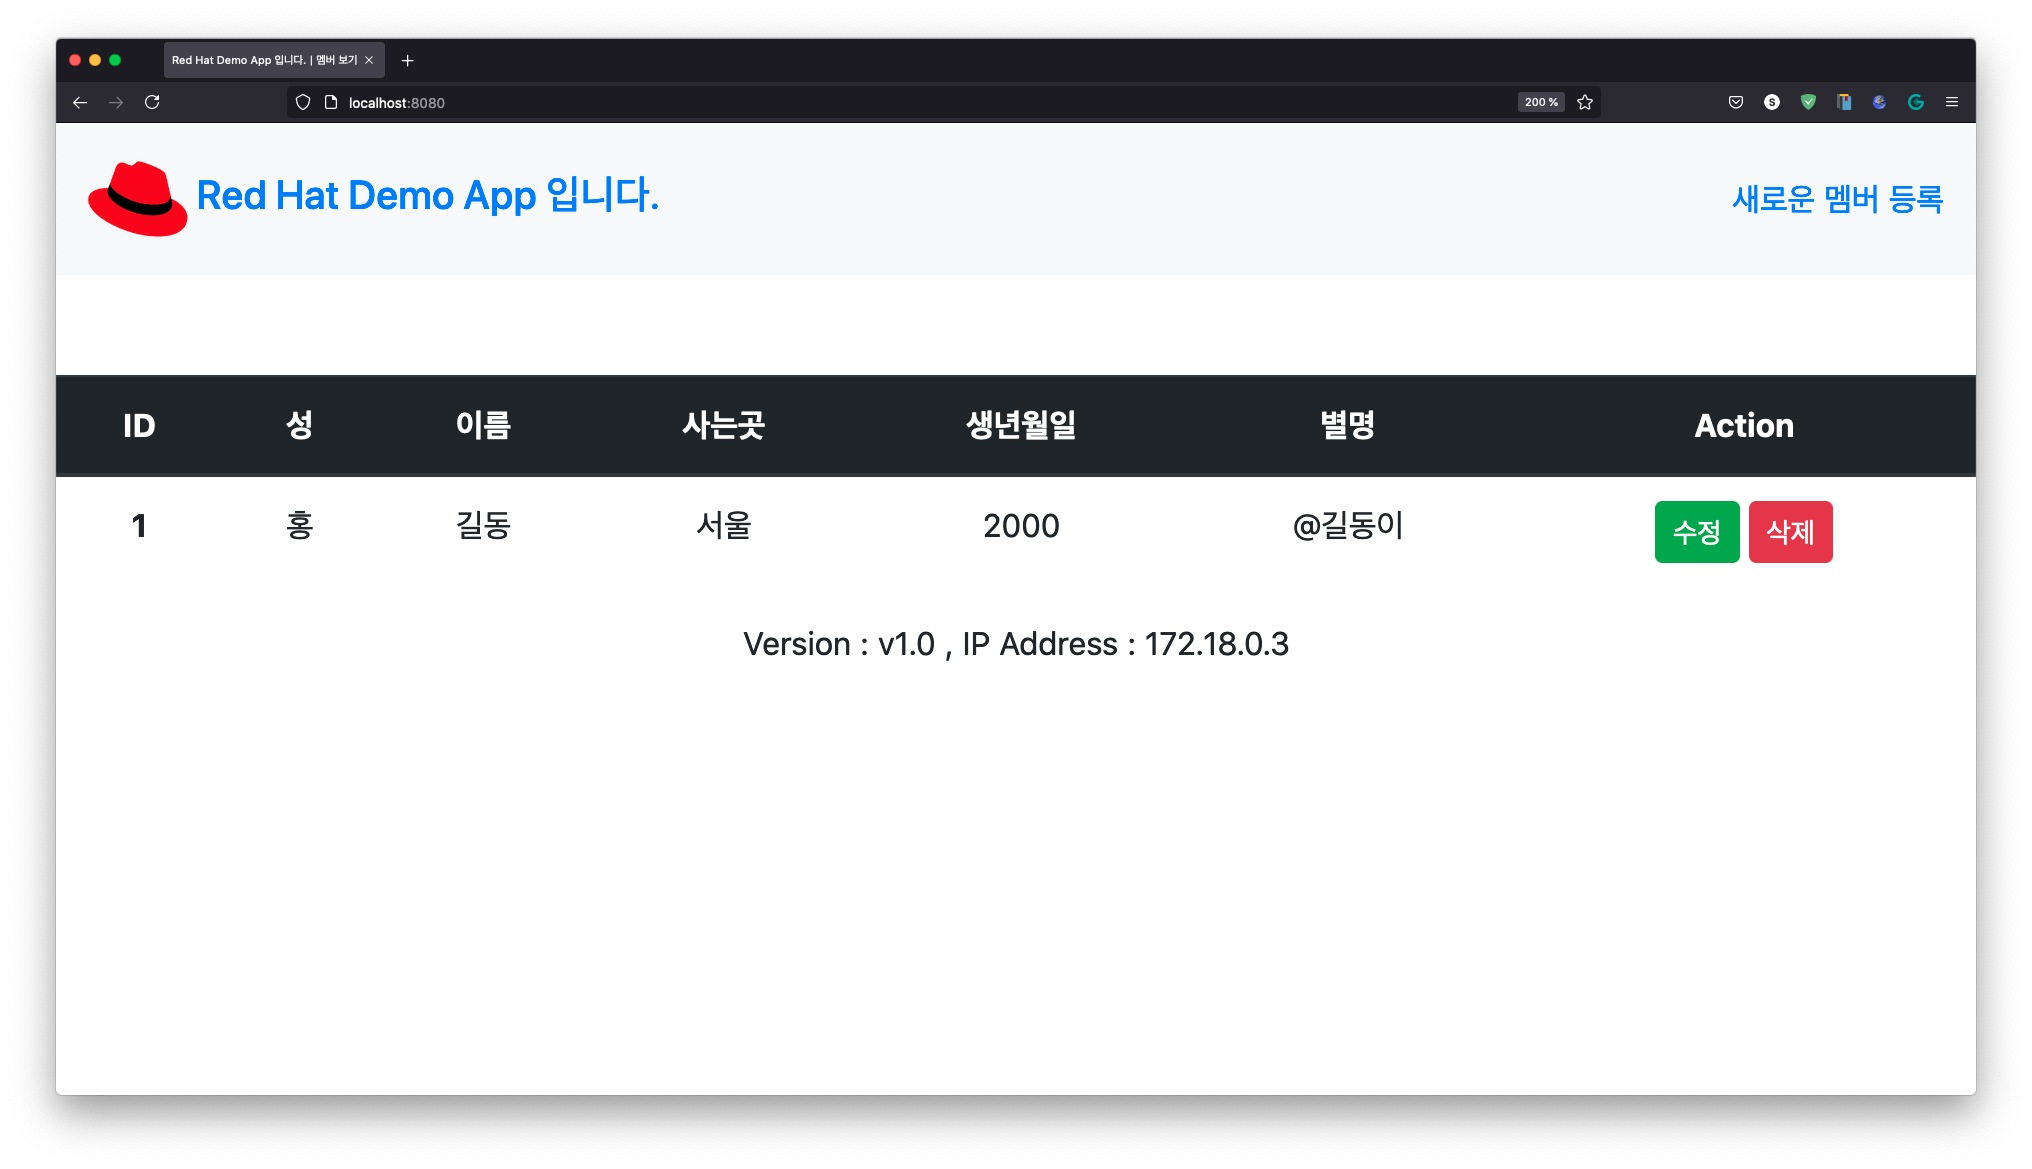 Red Hat Demo App 입니다. | 멤버 보기
localhost:8080
200 %
S
Red Hat Demo App 입니다.
새로운 멤버 등록
ID 성 이름 사는곳 생년월일 별명 Action
1 홍 길동 서울 2000 @길동이 수정 삭제
Version : v1.0 , IP Address : 172.18.0.3